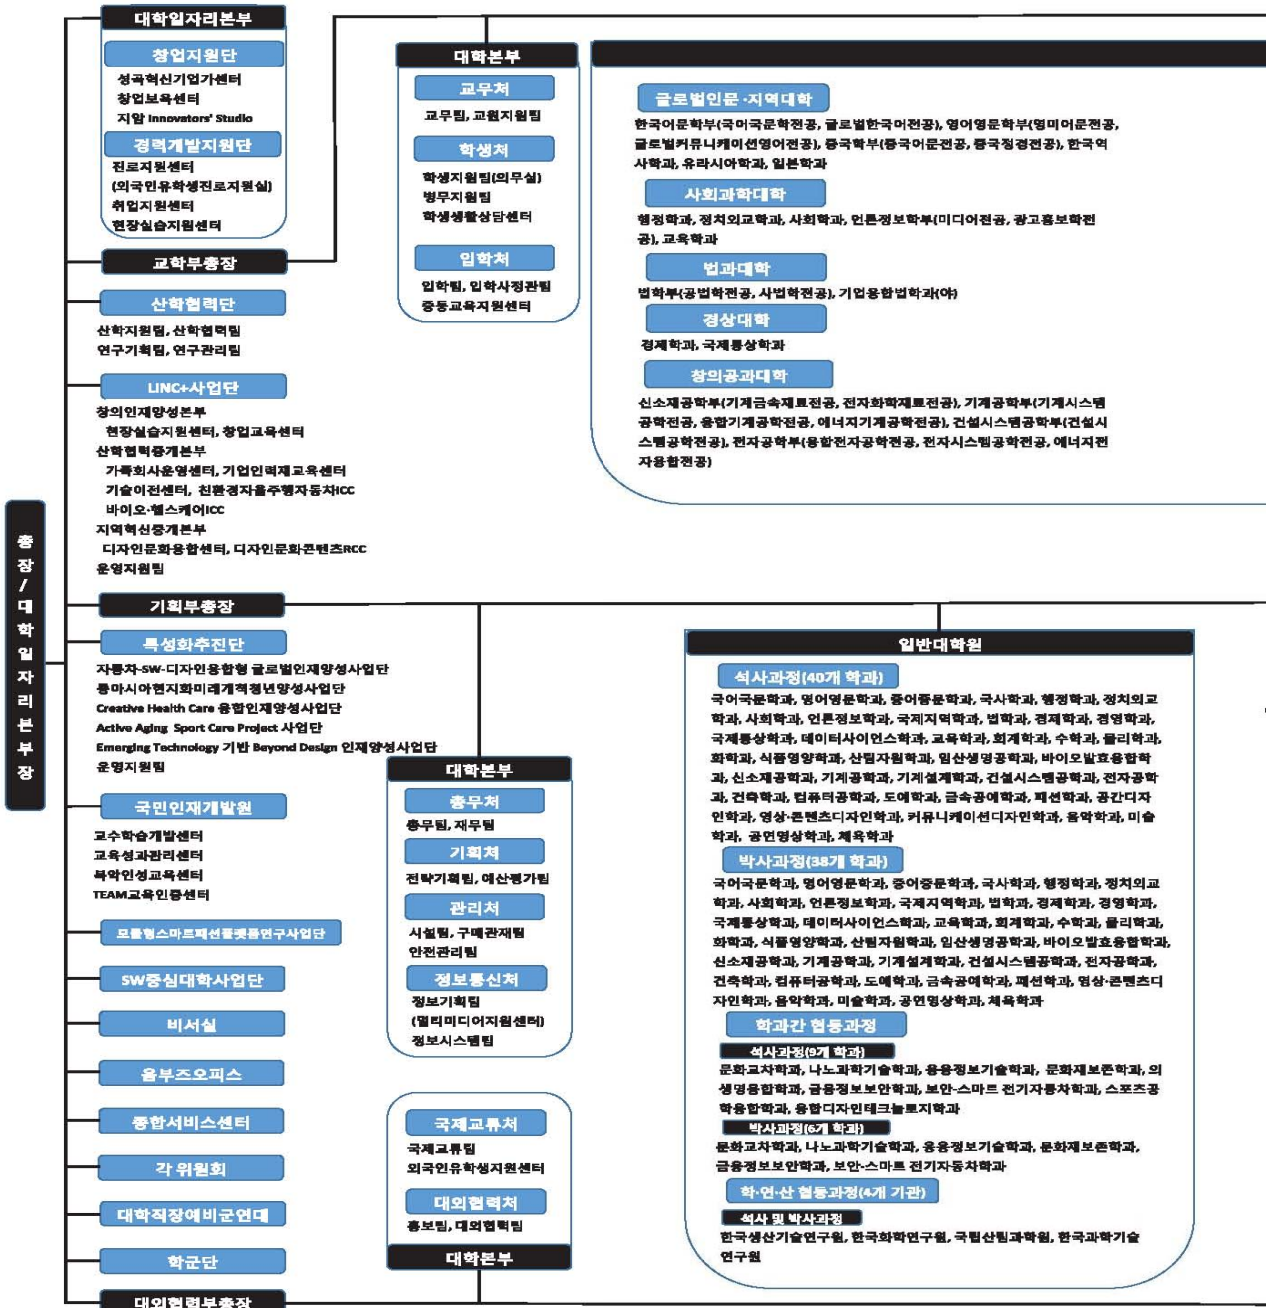 총장/대학일자리본부장
대학일자리본부
창업지원단
성곡혁신기업가센터
창업보육센터
지암 Innovators' Studio
경력개발지원단
진로지원센터
(외국인유학생진로지원실)
취업지원센터
현장실습지원센터
교학부총장
산학협력단
산학지원팀, 산학협력팀
연구기획팀, 연구관리팀
LINC+사업단
창의인재양성본부
현장실습지원센터, 창업교육센터
산학협력중개본부
가족회사운영센터, 기업인력재교육센터
기술이전센터, 친환경자율주행자동차ICC
바이오·헬스케어ICC
지역혁신중개본부
디자인문화융합센터, 디자인문화콘텐츠RCC
운영지원팀
기획부총장
특성화추진단
자동차-SW-디자인융합형 글로벌인재양성사업단
통아시아현지화미래개척청년양성사업단
Creative Health Care 융합인재양성사업단
Active Aging Sport Care Project 사업단
Emerging Technology 기반 Beyond Design 인재양성사업단
운영지원팀
국민인재개발원
교수학습개발센터
교육성과관리센터
북악인성교육센터
TEAM교육인증센터
모듈형스마트패션플랫폼연구사업단
SW중심대학사업단
비서실
옴부즈오피스
종합서비스센터
각 위원회
대학직장예비군연대
학군단
대외협력부총장
대학본부
교무처
교무팀, 교원지원팀
학생처
학생지원팀(의무실)
병무지원팀
학생생활상담센터
입학처
입학팀, 입학사정관팀
중등교육지원센터
글로벌인문·지역대학
한국어문학부(국어국문학전공, 글로벌한국어전공), 영어영문학부(영미어문전공,
글로벌커뮤니케이션영어전공), 중국학부(중국어문전공, 중국정경전공), 한국역
사학과, 유라시아학과, 일본학과
사회과학대학
행정학과, 정치외교학과, 사회학과, 언론정보학부(미디어전공, 광고홍보학전
공), 교육학과
법과대학
법학부(공법학전공, 사법학전공), 기업융합법학과(야)
경상대학
경제학과, 국제통상학과
창의공과대학
신소재공학부(기계금속재료전공, 전자화학재료전공), 기계공학부(기계시스템
공학전공, 융합기계공학전공, 에너지기계공학전공), 건설시스템공학부(건설시
스템공학전공), 전자공학부(융합전자공학전공, 전자시스템공학전공, 에너지전
자융합전공)
대학본부
총무처
총무팀, 재무팀
기획처
전략기획팀, 예산평가팀
관리처
시설팀, 구매관재팀
안전관리팀
정보통신처
정보기획팀
(멀티미디어지원센터)
정보시스템팀
국제교류처
국제교류팀
외국인유학생지원센터
대외협력처
홍보팀, 대외협력팀
대학본부
일반대학원
석사과정(40개 학과)
국어국문학과, 영어영문학과, 중어중문학과, 국사학과, 행정학과, 정치외교
학과, 사회학과, 언론정보학과, 국제지역학과, 법학과, 경제학과, 경영학과,
국제통상학과, 데이터사이언스학과, 교육학과, 회계학과, 수학과, 물리학과,
화학과, 식품영양학과, 산림자원학과, 임산생명공학과, 바이오발효융합학
과, 신소재공학과, 기계공학과, 기계설계학과, 건설시스템공학과, 전자공학
과, 건축학과, 컴퓨터공학과, 도예학과, 금속공예학과, 패션학과, 공간디자
인학과, 영상·콘텐츠디자인학과, 커뮤니케이션디자인학과, 음악학과, 미술
학과, 공연영상학과, 체육학과
박사과정(38개 학과)
국어국문학과, 영어영문학과, 중어중문학과, 국사학과, 행정학과, 정치외교
학과, 사회학과, 언론정보학과, 국제지역학과, 법학과, 경제학과, 경영학과,
국제통상학과, 데이터사이언스학과, 교육학과, 회계학과, 수학과, 물리학과,
화학과, 식품영양학과, 산림자원학과, 임산생명공학과, 바이오발효융합학과,
신소재공학과, 기계공학과, 기계설계학과, 건설시스템공학과, 전자공학과,
건축학과, 컴퓨터공학과, 도예학과, 금속공예학과, 패션학과, 영상·콘텐츠디
자인학과, 음악학과, 미술학과, 공연영상학과, 체육학과
학과간 협동과정
석사과정(9개 학과)
문화교차학과, 나노과학기술학과, 응용정보기술학과, 문화재보존학과, 의
생명융합학과, 금융정보보안학과, 보안-스마트 전기자동차학과, 스포츠공
학융합학과, 융합디자인테크놀로지학과
박사과정(6개 학과)
문화교차학과, 나노과학기술학과, 응용정보기술학과, 문화재보존학과,
금융정보보안학과, 보안-스마트 전기자동차학과
학·연·산 협동과정(4개 기관)
석사 및 박사과정
한국생산기술연구원, 한국화학연구원, 국립산림과학원, 한국과학기술
연구원